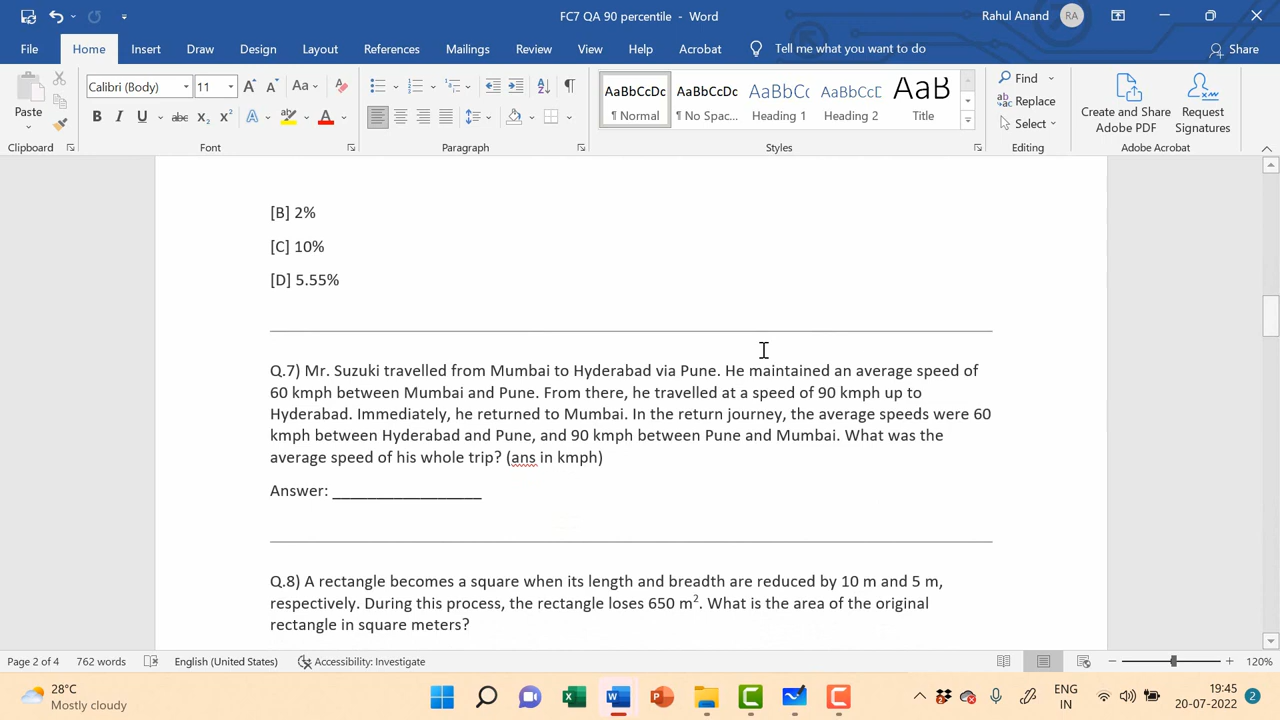 FC7 QA 90 percentile - Word
Rahul Anand RA
File Home Insert Draw Design Layout References Mailings Review View Help Acrobat Tell me what you want to do Share
Paste
Calibri (Body) 11
Aa
AaBbCcDc AaBbCcDc AaBbCc AaBbCcD AaB
¶ Normal ¶ No Spac... Heading 1 Heading 2 Title
Find
Replace
Select
Create and Share Adobe PDF
Request Signatures
Clipboard Font Paragraph Styles Editing Adobe Acrobat
[B] 2%
[C] 10%
[D] 5.55%
Q.7) Mr. Suzuki travelled from Mumbai to Hyderabad via Pune. He maintained an average speed of
60 kmph between Mumbai and Pune. From there, he travelled at a speed of 90 kmph up to
Hyderabad. Immediately, he returned to Mumbai. In the return journey, the average speeds were 60
kmph between Hyderabad and Pune, and 90 kmph between Pune and Mumbai. What was the
average speed of his whole trip? (ans in kmph)
Answer: _________________
Q.8) A rectangle becomes a square when its length and breadth are reduced by 10 m and 5 m,
respectively. During this process, the rectangle loses 650 m². What is the area of the original
rectangle in square meters?
Page 2 of 4 762 words English (United States) Accessibility: Investigate 120%
28°C
Mostly cloudy
ENG
IN
19:45
20-07-2022
2